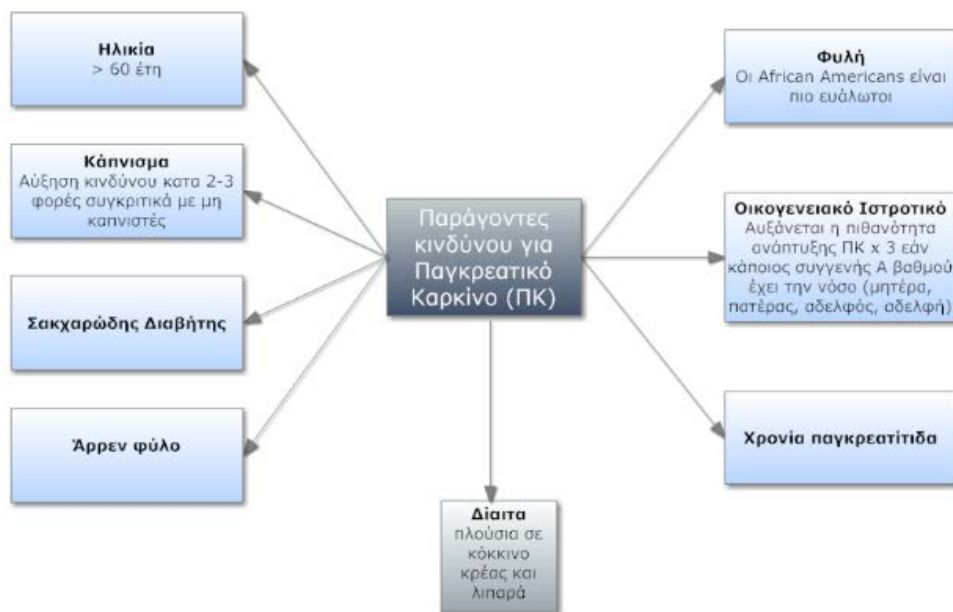 Ηλικία
> 60 έτη
Κάπνισμα
Αύξηση κινδύνου κατα 2-3
φορές συγκριτικά με μη
καπνιστές
Σακχαρώδης Διαβήτης
Άρρεν φύλο
Παράγοντες
κινδύνου για
Παγκρεατικό
Καρκίνο (ΠΚ)
Δίαιτα
πλούσια σε
κόκκινο
κρέας και
λιπαρά
Φυλή
Οι African Americans είναι
πιο ευάλωτοι
Οικογενειακό Ιστροτικό
Αυξάνεται η πιθανότητα
ανάπτυξης ΠΚ x 3 εάν
κάποιος συγγενής Α βαθμού
έχει την νόσο (μητέρα,
πατέρας, αδελφός, αδελφή)
Χρονία παγκρεατίτιδα